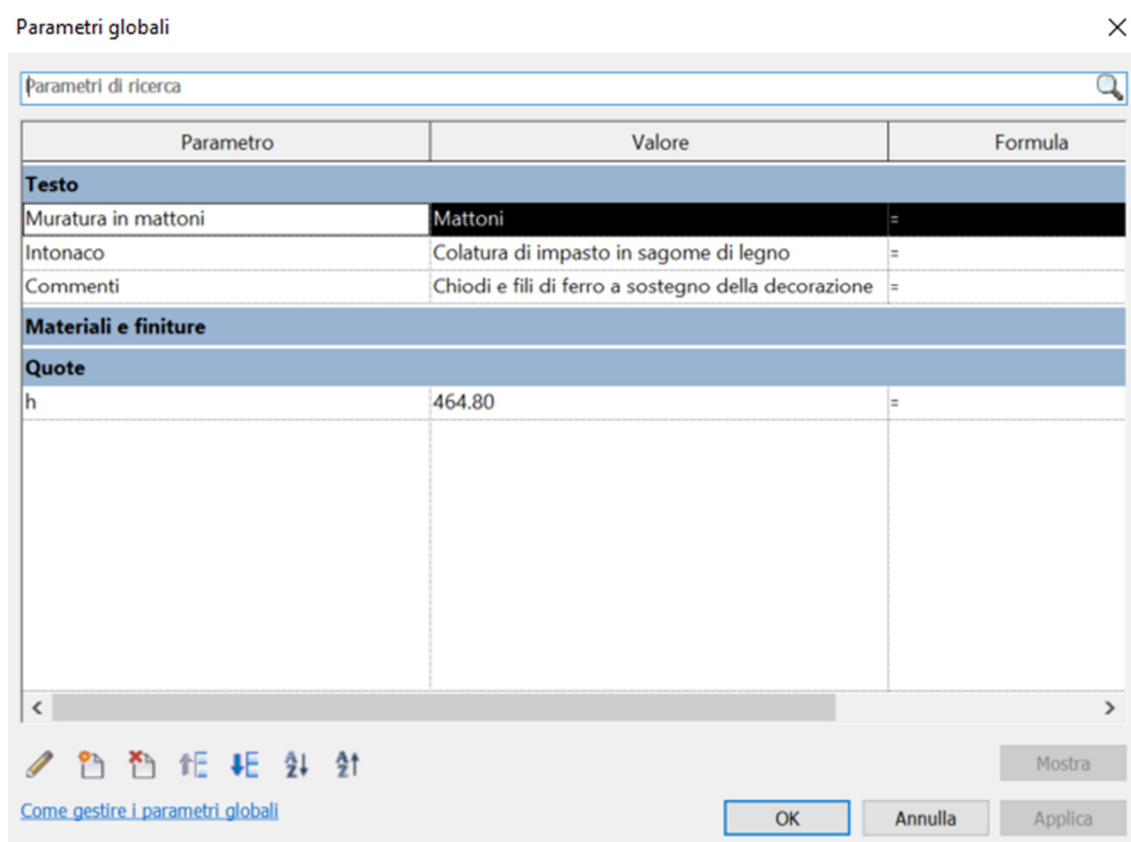 Parametri globali
Parametri di ricerca
Parametro Valore Formula
Testo
Muratura in mattoni Mattoni =
Intonaco Colatura di impasto in sagome di legno =
Commenti Chiodi e fili di ferro a sostegno della decorazione =
Materiali e finiture
Quote
h 464.80 =
Mostra
Come gestire i parametri globali
OK Annulla Applica